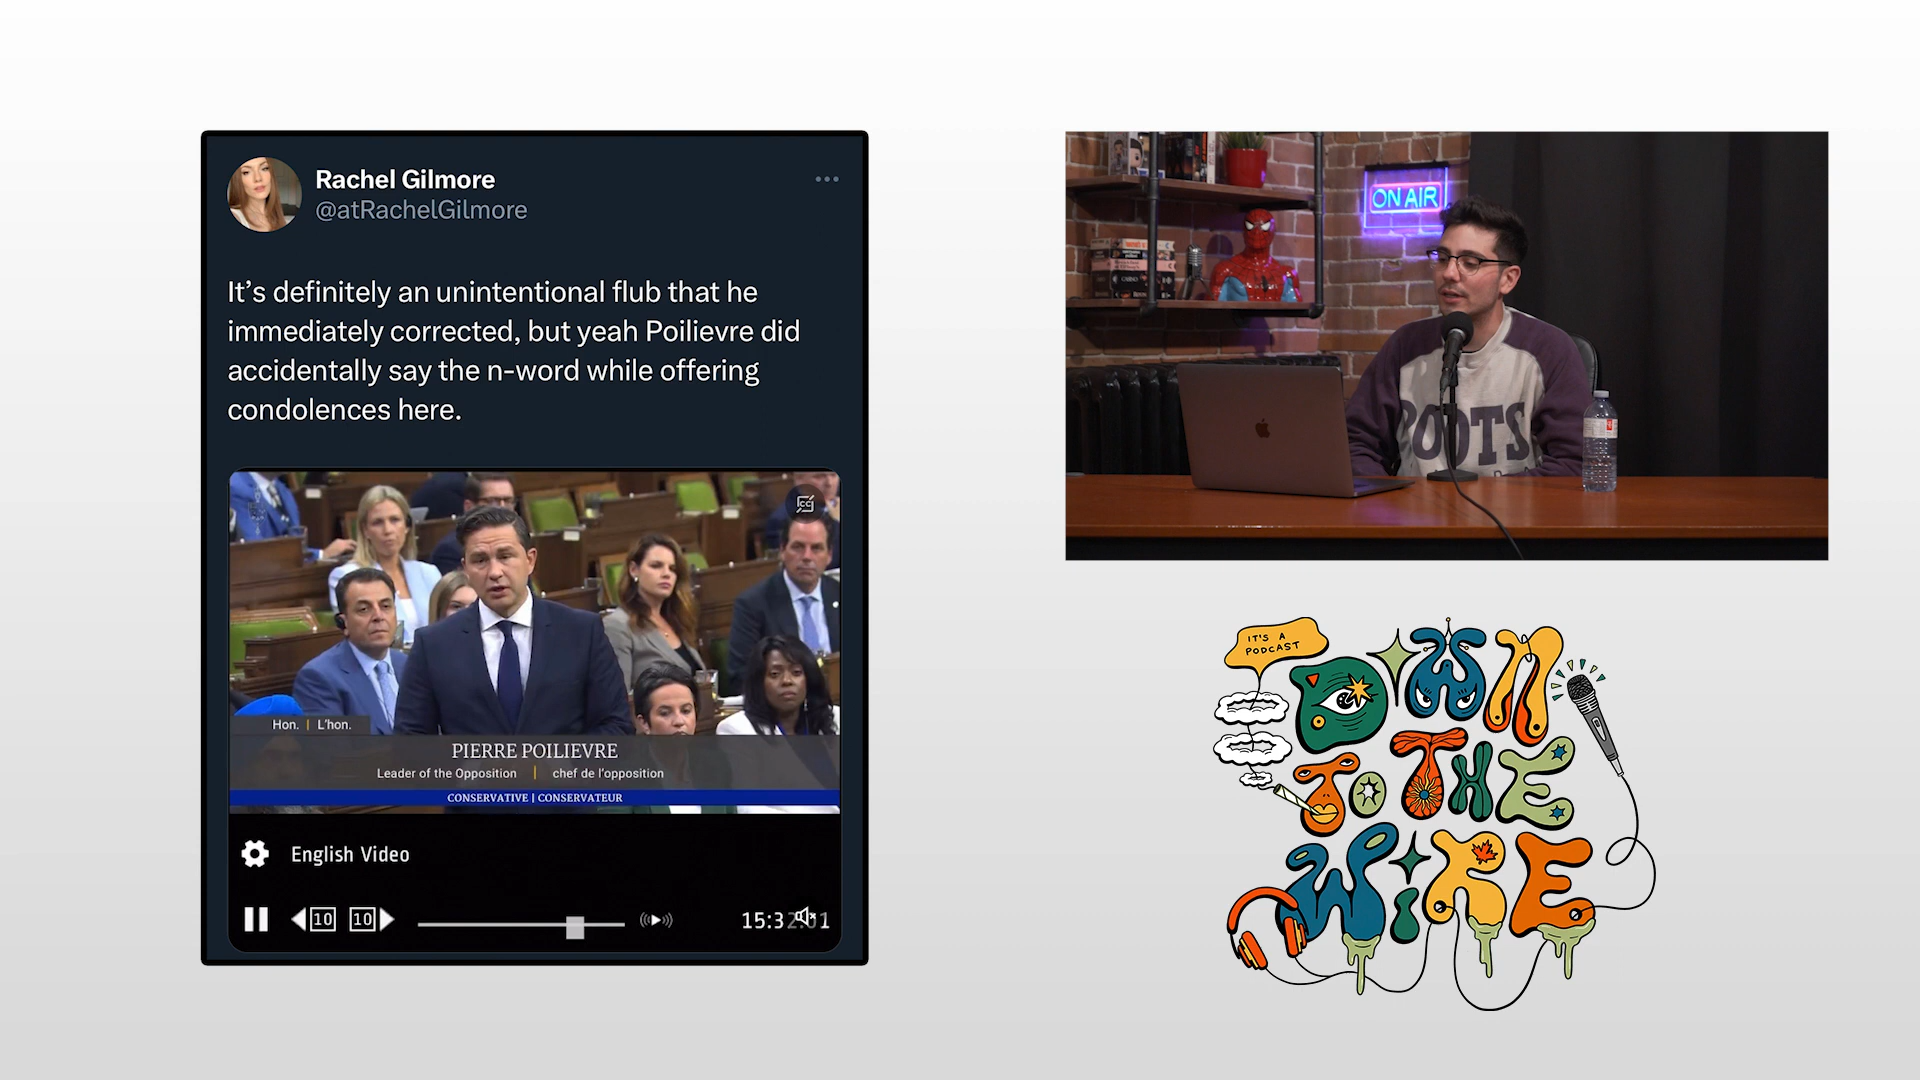 Rachel Gilmore
@atRachelGilmore
It’s definitely an unintentional flub that he
immediately corrected, but yeah Poilievre did
accidentally say the n-word while offering
condolences here.
Hon. | L’hon.
PIERRE POILIEVRE
Leader of the Opposition | chef de l’opposition
CONSERVATIVE | CONSERVATEUR
English Video
10 10
ON AIR
ROOTS
IT'S A
PODCAST
DOWN
TO THE
WIRE